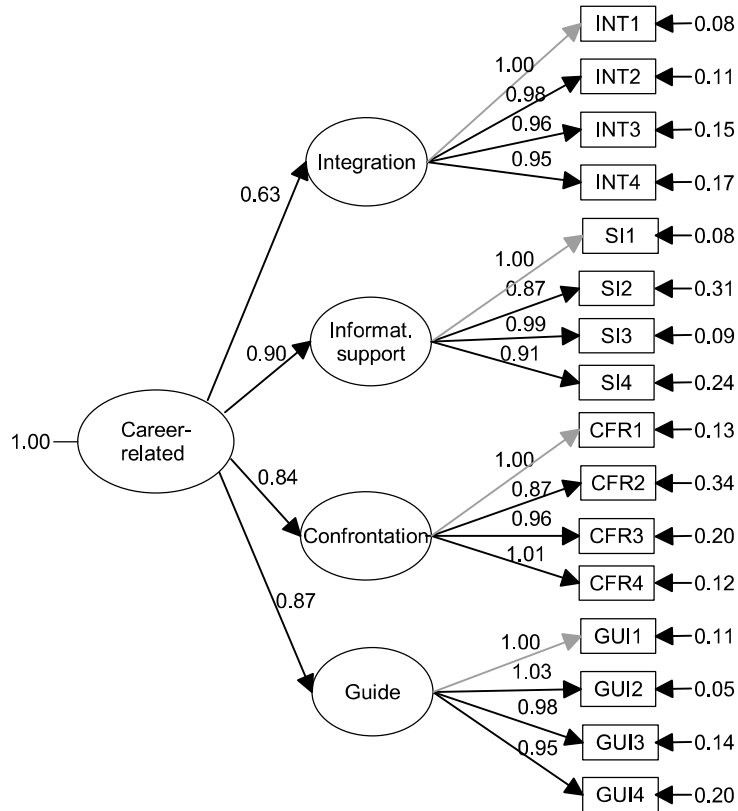 INT1 0.08
1.00
INT2 0.11
0.98
INT3 0.15
0.96
Integration
0.95
INT4 0.17
0.63
SI1 0.08
1.00
SI2 0.31
0.87
Informat.
support
0.99
SI3 0.09
0.90
0.91
SI4 0.24
1.00
Career-
related
CFR1 0.13
1.00
0.84
CFR2 0.34
0.87
Confrontation
0.96
CFR3 0.20
1.01
CFR4 0.12
0.87
GUI1 0.11
1.00
Guide
1.03
GUI2 0.05
0.98
GUI3 0.14
0.95
GUI4 0.20